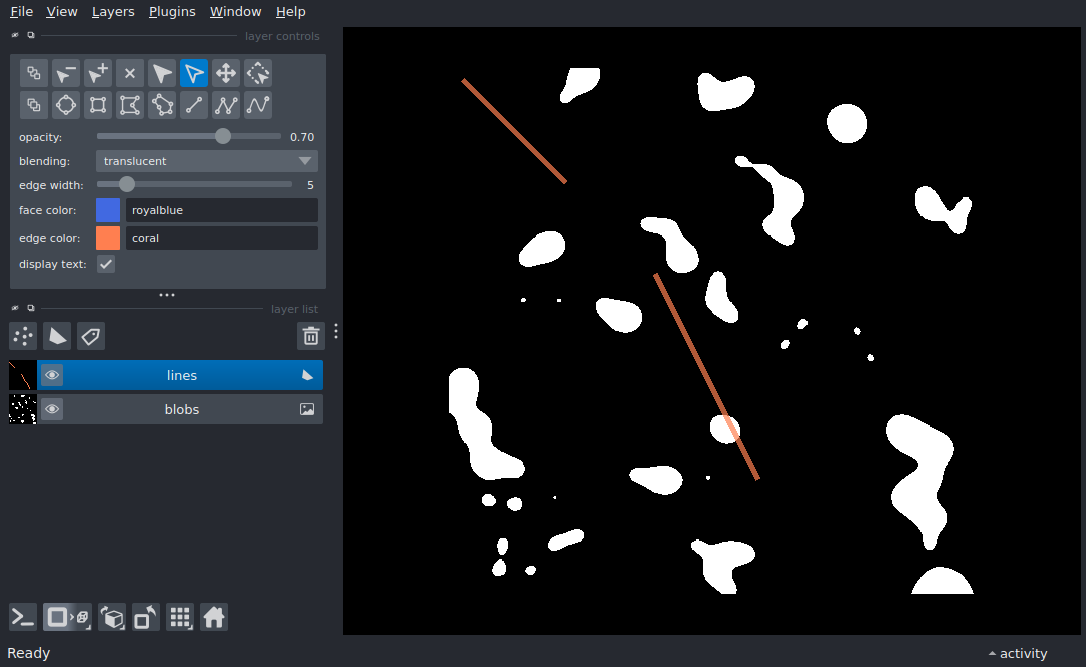 File View Layers Plugins Window Help
layer controls
opacity: 0.70
blending: translucent
edge width: 5
face color: royalblue
edge color: coral
display text:
layer list
lines
blobs
Ready
activity